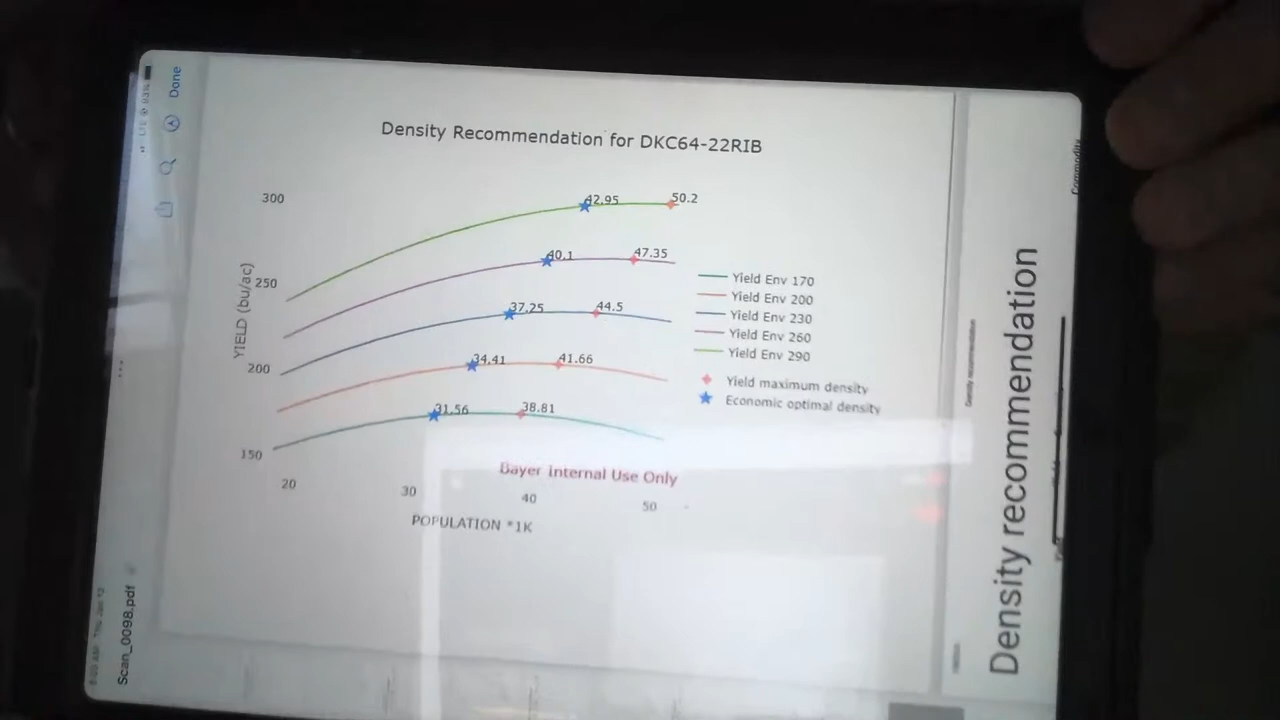 Done
Scan_0098.pdf
Density Recommendation for DKC64-22RIB
YIELD (bu/ac)
300
250
200
150
42.95
50.2
40.1
47.35
37.25
44.5
34.41
41.66
31.56
38.81
Yield Env 170
Yield Env 200
Yield Env 230
Yield Env 260
Yield Env 290
Yield maximum density
Economic optimal density
Bayer Internal Use Only
20
30
40
50
POPULATION *1K
Density recommendation
Density recommendation
Commodity